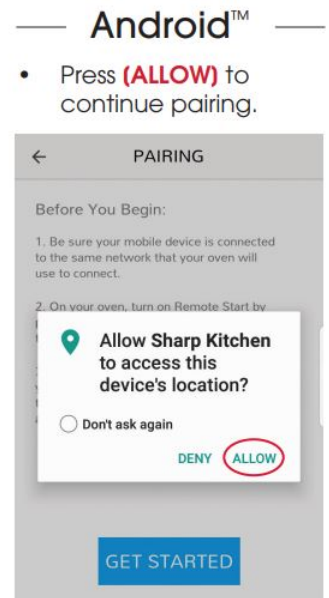 Android™
• Press (ALLOW) to
continue pairing.
← PAIRING
Before You Begin:
1. Be sure your mobile device is connected
to the same network that your oven will
use to connect.
2. On your oven, turn on Remote Start by
Allow Sharp Kitchen
to access this
device's location?
Don't ask again
DENY ALLOW
GET STARTED